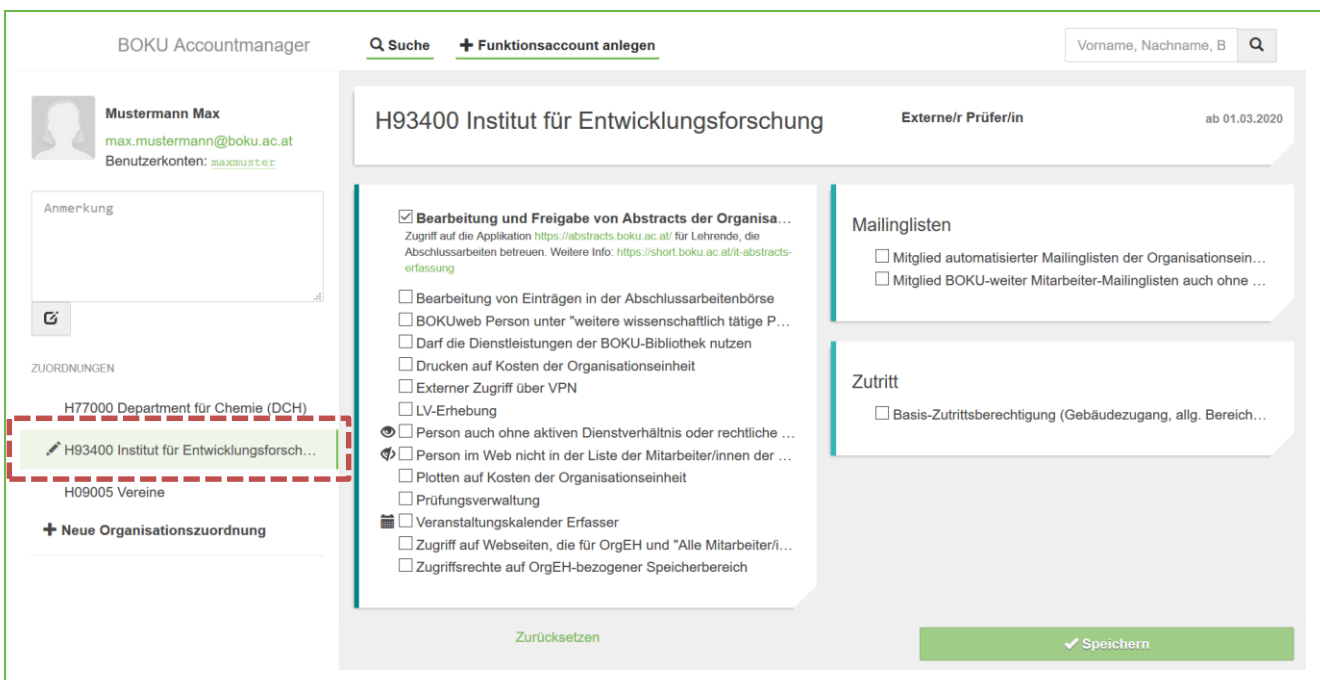 BOKU Accountmanager
Suche
Funktionsaccount anlegen
Vorname, Nachname, B
Mustermann Max
max.mustermann@boku.ac.at
Benutzerkonten: maxmuster
Anmerkung
ZUORDNUNGEN
H77000 Department für Chemie (DCH)
H93400 Institut für Entwicklungsforsch…
H09005 Vereine
Neue Organisationszuordnung
H93400 Institut für Entwicklungsforschung
Externe/r Prüfer/in
ab 01.03.2020
Bearbeitung und Freigabe von Abstracts der Organisa…
Zugriff auf die Applikation https://abstracts.boku.ac.at/ für Lehrende, die
Abschlussarbeiten betreuen. Weitere Info: https://short.boku.ac.at/it-abstracts-
erfassung
Bearbeitung von Einträgen in der Abschlussarbeitenbörse
BOKUweb Person unter "weitere wissenschaftlich tätige P…
Darf die Dienstleistungen der BOKU-Bibliothek nutzen
Drucken auf Kosten der Organisationseinheit
Externer Zugriff über VPN
LV-Erhebung
Person auch ohne aktiven Dienstverhältnis oder rechtliche …
Person im Web nicht in der Liste der Mitarbeiter/innen der …
Plotten auf Kosten der Organisationseinheit
Prüfungsverwaltung
Veranstaltungskalender Erfasser
Zugriff auf Webseiten, die für OrgEH und "Alle Mitarbeiter/i…
Zugriffsrechte auf OrgEH-bezogener Speicherbereich
Mailinglisten
Mitglied automatisierter Mailinglisten der Organisationsein…
Mitglied BOKU-weiter Mitarbeiter-Mailinglisten auch ohne …
Zutritt
Basis-Zutrittsberechtigung (Gebäudezugang, allg. Bereich…
Zurücksetzen
Speichern